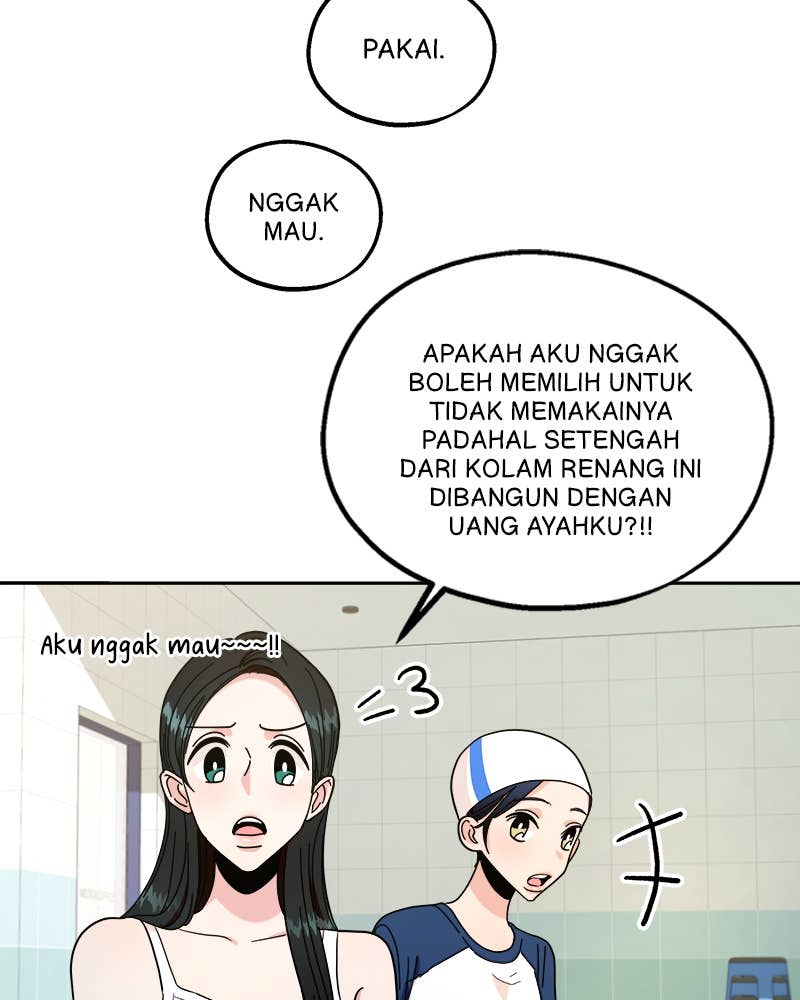 PAKAI.
NGGAK
MAU.
APAKAH AKU NGGAK
BOLEH MEMILIH UNTUK
TIDAK MEMAKAINYA
PADAHAL SETENGAH
DARI KOLAM RENANG INI
DIBANGUN DENGAN
UANG AYAHKU?!!
Aku nggak mau~~~!!